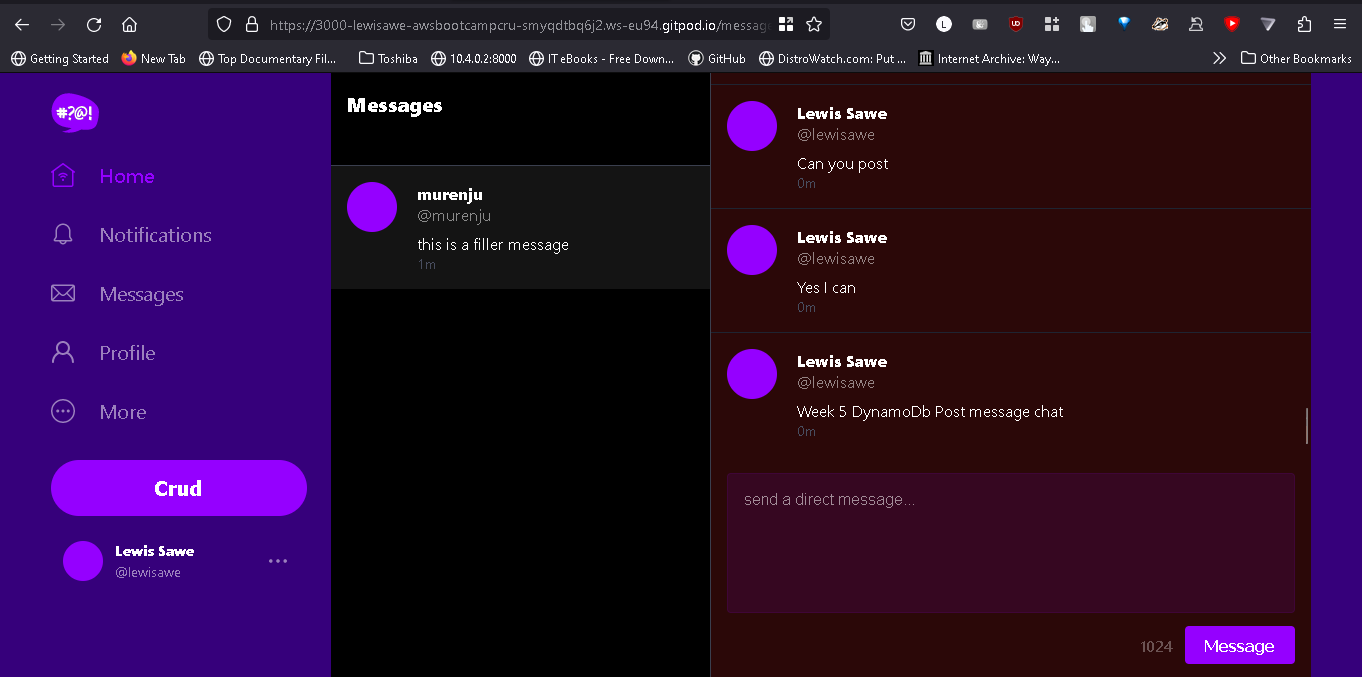 https://3000-lewisawe-awsbootcampcru-smyqdtbq6j2.ws-eu94.gitpod.io/message
L
UD
Getting Started
New Tab
Top Documentary Fil...
Toshiba
10.4.0.2:8000
IT eBooks - Free Down...
GitHub
DistroWatch.com: Put ...
Internet Archive: Way...
Other Bookmarks
#?@!
Home
Notifications
Messages
Profile
More
Crud
Lewis Sawe
@lewisawe
Messages
murenju
@murenju
this is a filler message
1m
Lewis Sawe
@lewisawe
Can you post
0m
Lewis Sawe
@lewisawe
Yes I can
0m
Lewis Sawe
@lewisawe
Week 5 DynamoDb Post message chat
0m
send a direct message...
1024
Message